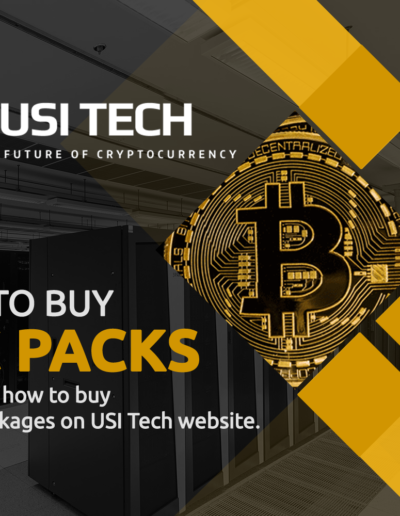 USI TECH
FUTURE OF CRYPTOCURRENCY
DECENTRALIZED
TO BUY
PACKS
how to buy
kages on USI Tech website.